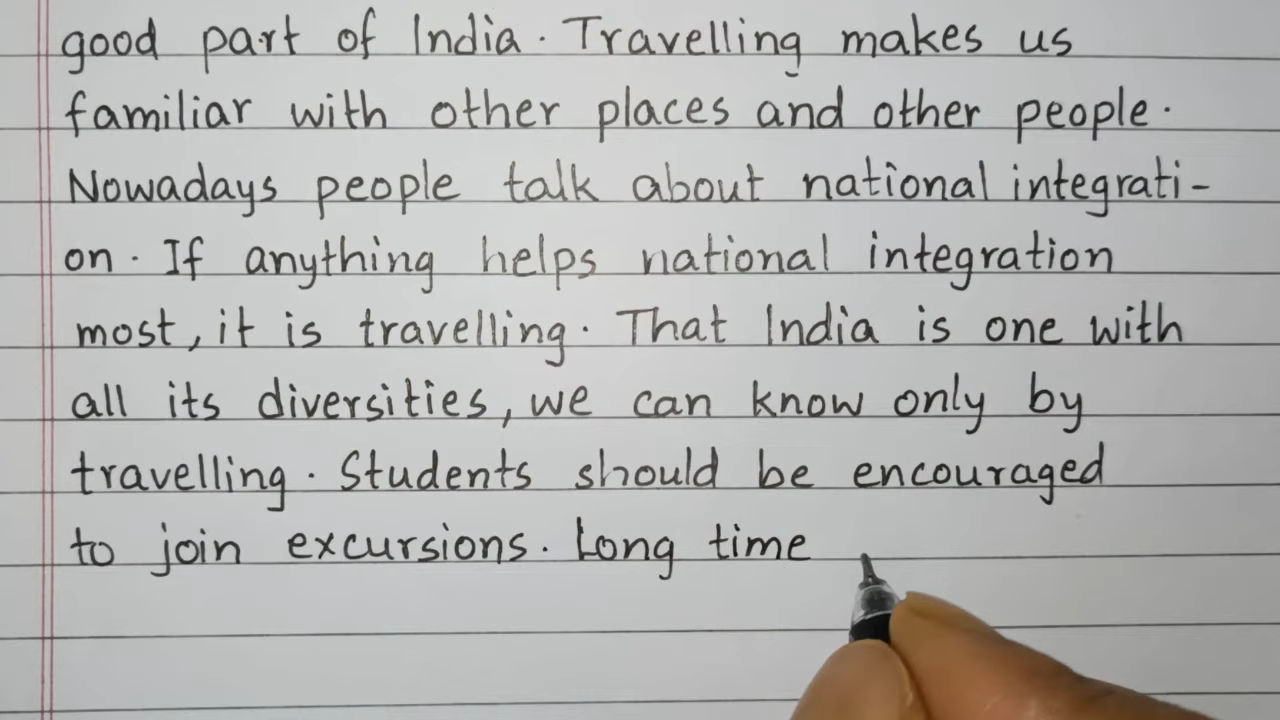 good part of India. Travelling makes us
familiar with other places and other people.
Nowadays people talk about national integrati-
on. If anything helps national integration
most, it is travelling. That India is one with
all its diversities, we can know only by
travelling. Students should be encouraged
to join excursions. Long time